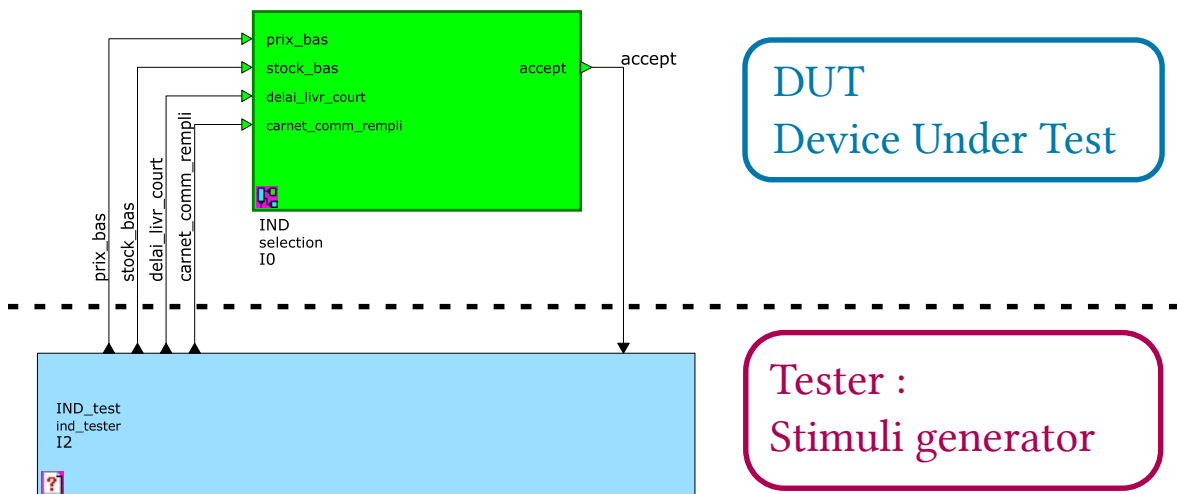 prix_bas
stock_bas
delai_livr_court
carnet_comm_rempli
accept
accept
prix_bas
stock_bas
delai_livr_court
carnet_comm_rempli
IND
selection
I0
DUT
Device Under Test
IND_test
ind_tester
I2
?
Tester :
Stimuli generator